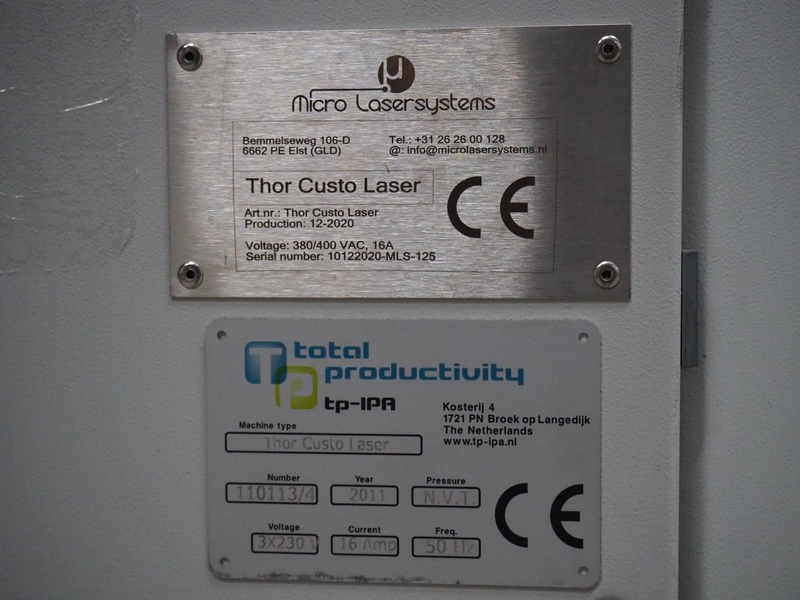 µ
Micro Lasersystems
Bemmelseweg 106-D
6662 PE Elst (GLD)
Tel.: +31 26 26 00 128
@: info@microlasersystems.nl
Thor Custo Laser
Art.nr.: Thor Custo Laser
Production: 12-2020
Voltage: 380/400 VAC, 16A
Serial number: 10122020-MLS-125
CE
TP
total
productivity
tp-IPA
Kosterij 4
1721 PN Broek op Langedijk
The Netherlands
www.tp-ipa.nl
Machine type
Thor Custo Laser
Number Year Pressure
110113/4 2011 N.V.T.
Voltage Current Freq.
3X230 V 16 Amp 50 Hz
CE